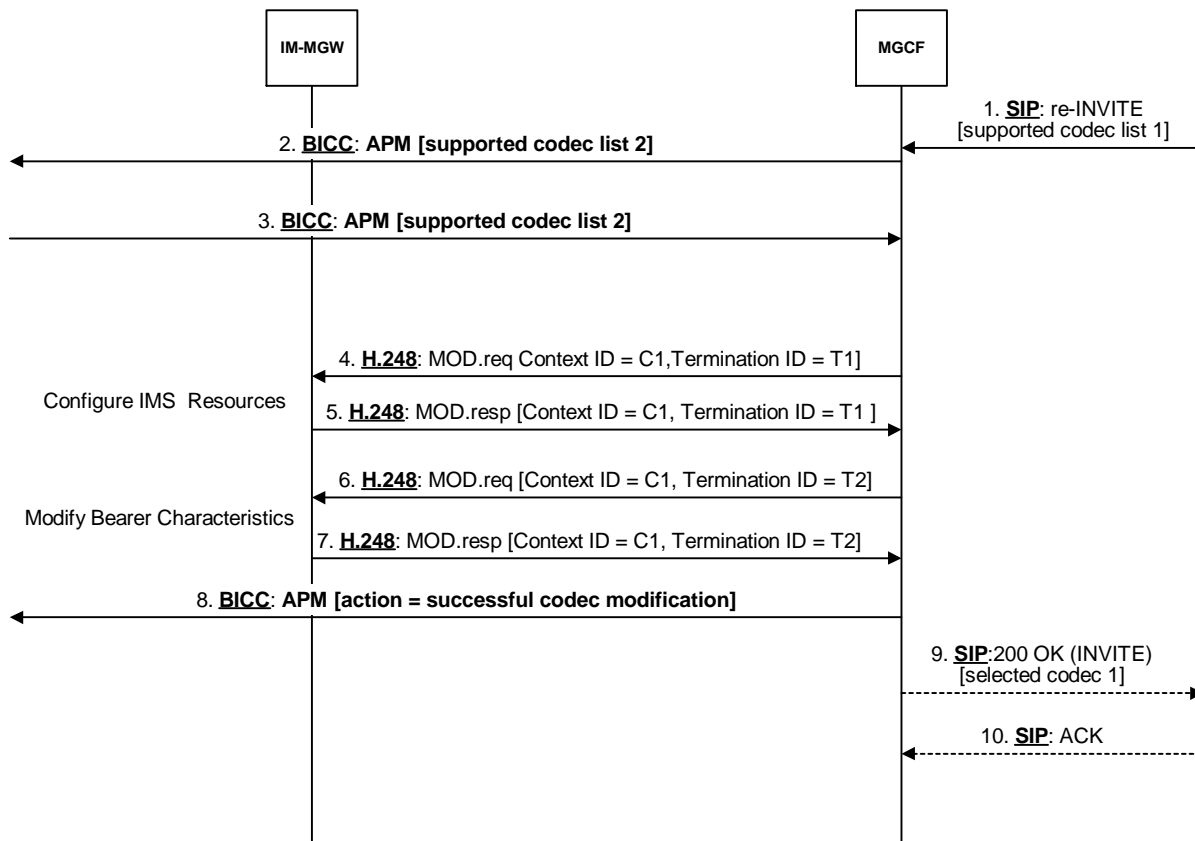 IM-MGW
MGCF
1. SIP: re-INVITE
[supported codec list 1]
2. BICC: APM [supported codec list 2]
3. BICC: APM [supported codec list 2]
4. H.248: MOD.req Context ID = C1,Termination ID = T1]
Configure IMS Resources
5. H.248: MOD.resp [Context ID = C1, Termination ID = T1 ]
6. H.248: MOD.req [Context ID = C1, Termination ID = T2]
Modify Bearer Characteristics
7. H.248: MOD.resp [Context ID = C1, Termination ID = T2]
8. BICC: APM [action = successful codec modification]
9. SIP:200 OK (INVITE)
[selected codec 1]
10. SIP: ACK